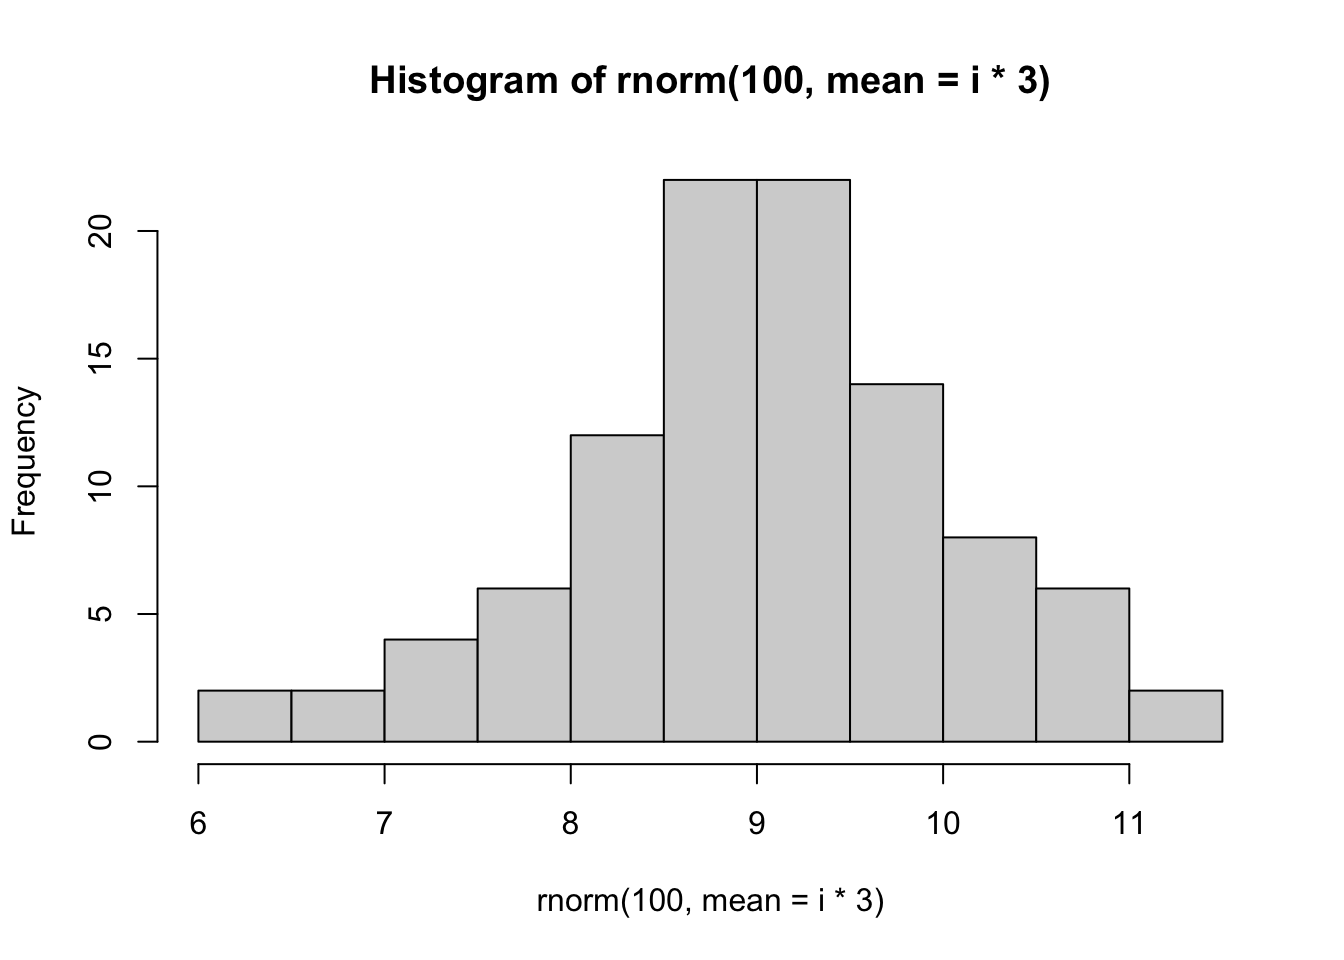 Histogram of rnorm(100, mean = i * 3)
Frequency
20
15
10
5
0
6 7 8 9 10 11
rnorm(100, mean = i * 3)